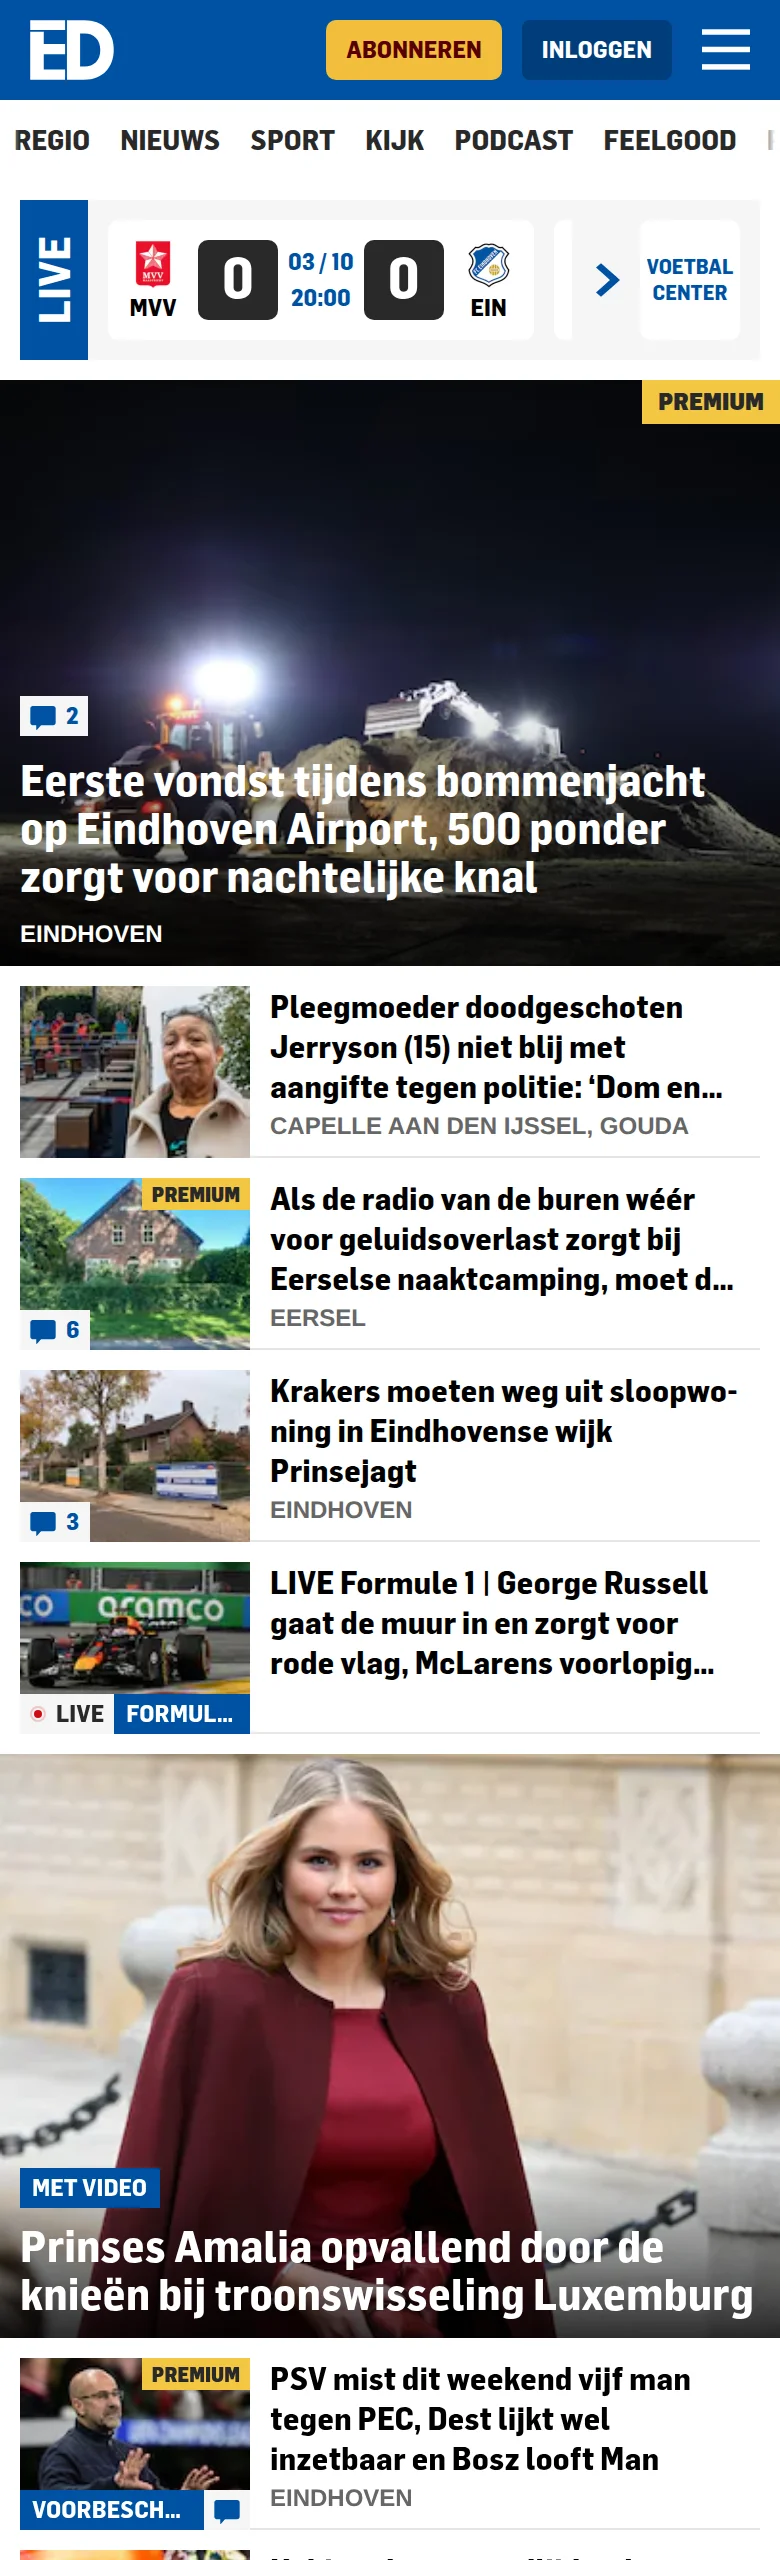 ED
ABONNEREN
INLOGGEN
REGIO NIEUWS SPORT KIJK PODCAST FEELGOOD
LIVE
MVV
0
03 / 10
20:00
0
EIN
VOETBAL
CENTER
PREMIUM
2
Eerste vondst tijdens bommenjacht
op Eindhoven Airport, 500 ponder
zorgt voor nachtelijke knal
EINDHOVEN
Pleegmoeder doodgeschoten
Jerryson (15) niet blij met
aangifte tegen politie: ‘Dom en...
CAPELLE AAN DEN IJSSEL, GOUDA
PREMIUM
6
Als de radio van de buren wéér
voor geluidsoverlast zorgt bij
Eerselse naaktcamping, moet d...
EERSEL
3
Krakers moeten weg uit sloopwo-
ning in Eindhovense wijk
Prinsejagt
EINDHOVEN
aramco
LIVE
FORMUL...
LIVE Formule 1 | George Russell
gaat de muur in en zorgt voor
rode vlag, McLarens voorlopig...
MET VIDEO
Prinses Amalia opvallend door de
knieën bij troonswisseling Luxemburg
PREMIUM
VOORBESCH...
PSV mist dit weekend vijf man
tegen PEC, Dest lijkt wel
inzetbaar en Bosz looft Man
EINDHOVEN